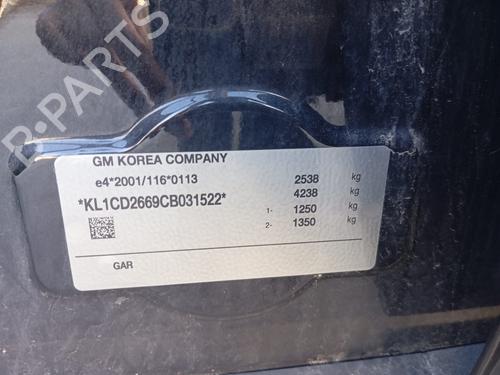 B-PARTS
GM KOREA COMPANY
e4*2001/116*0113 2538 kg
4238 kg
*KL1CD2669CB031522* 1- 1250 kg
2- 1350 kg
GAR